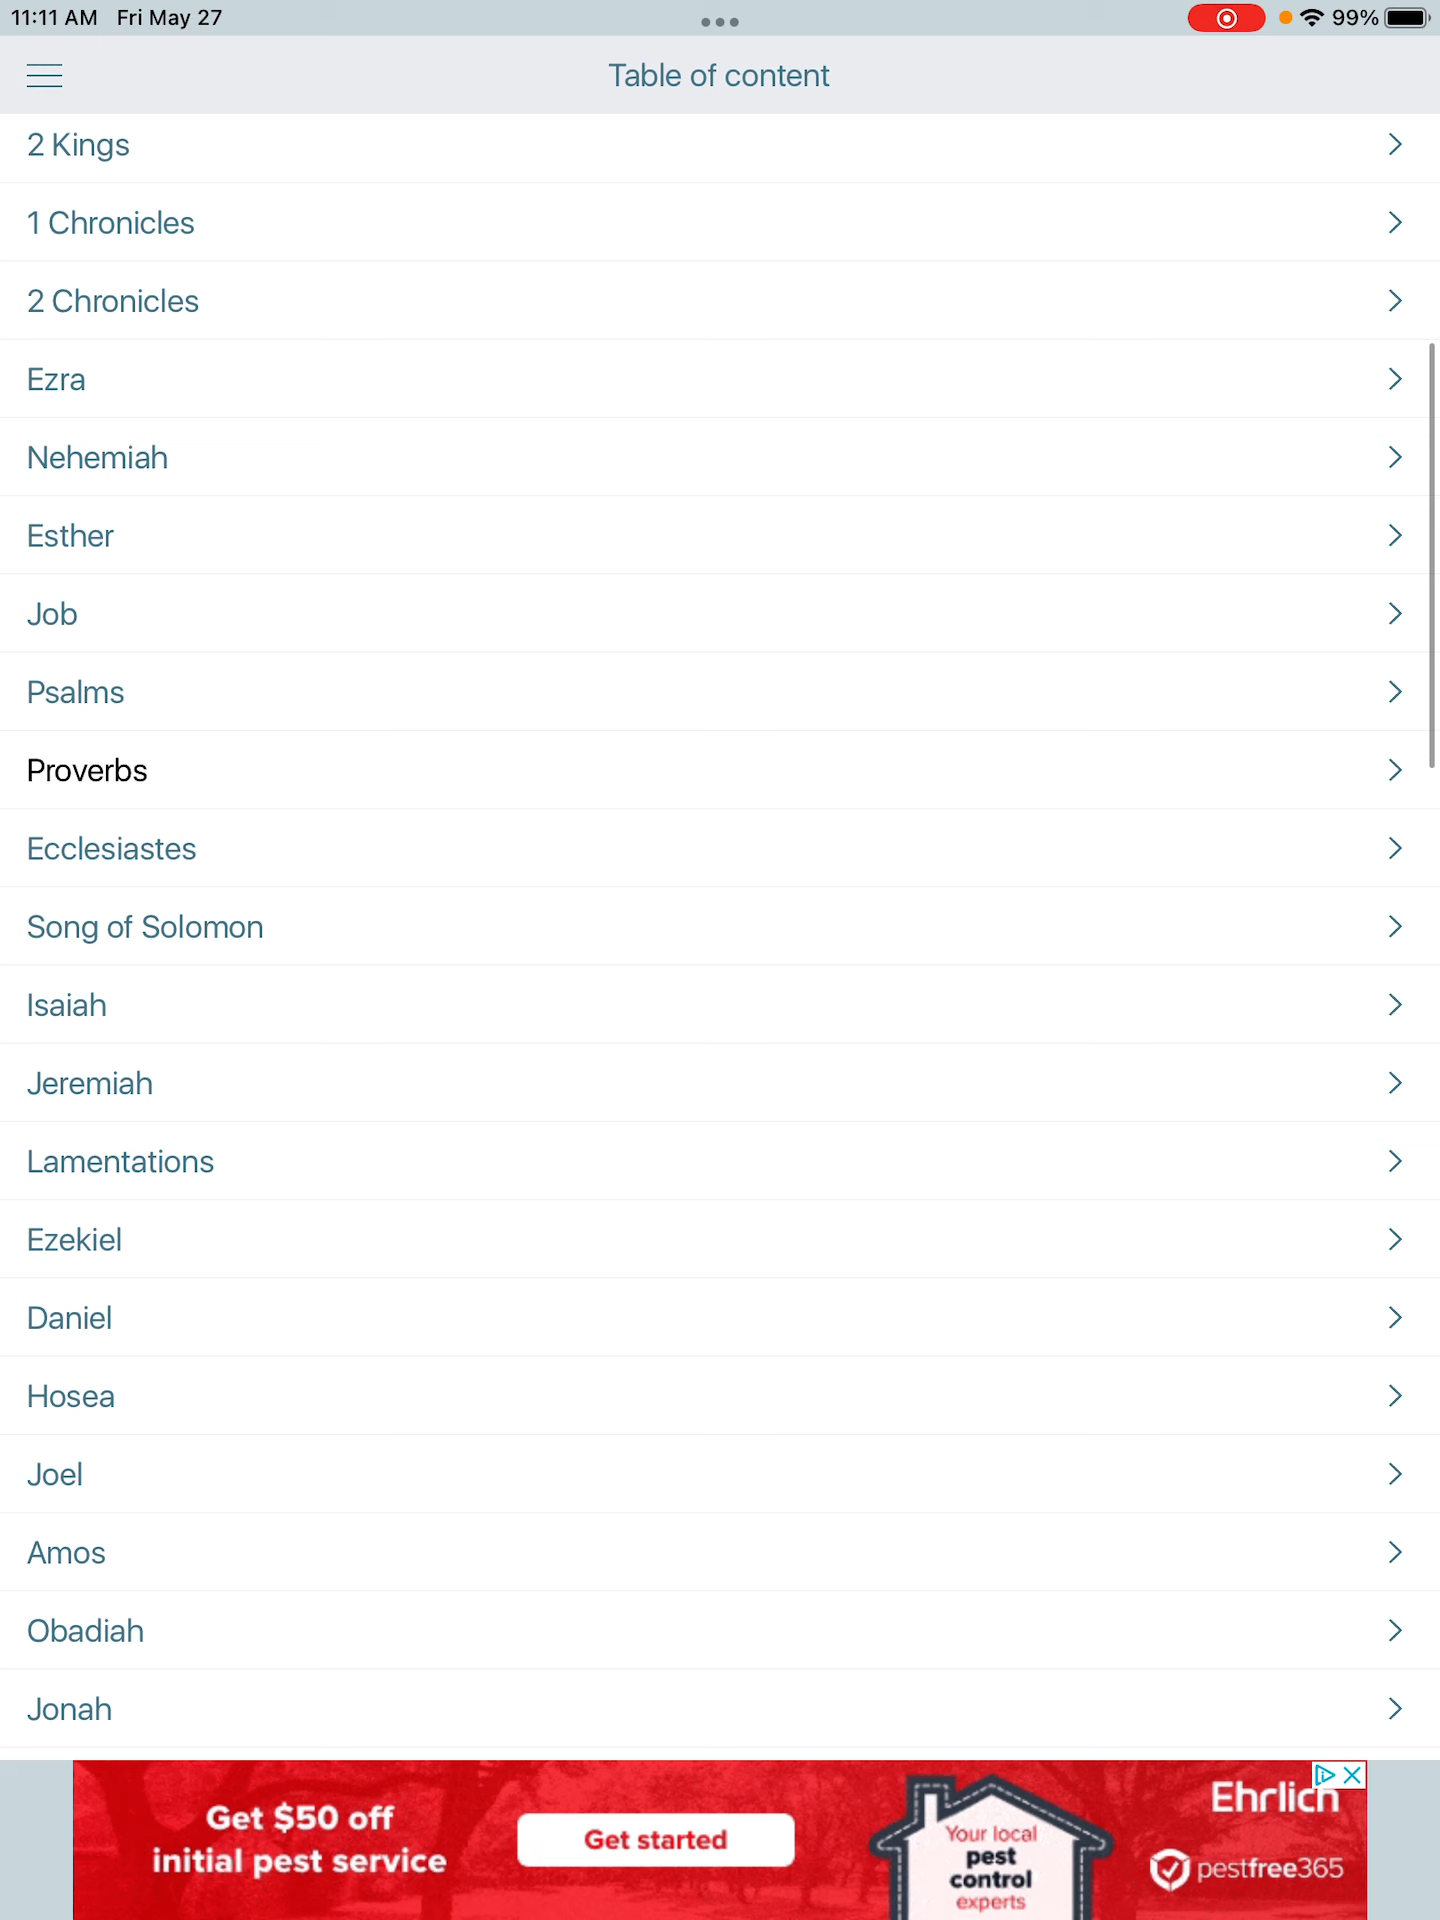 11:11 AM Fri May 27
99%
Table of content
2 Kings
1 Chronicles
2 Chronicles
Ezra
Nehemiah
Esther
Job
Psalms
Proverbs
Ecclesiastes
Song of Solomon
Isaiah
Jeremiah
Lamentations
Ezekiel
Daniel
Hosea
Joel
Amos
Obadiah
Jonah
Get $50 off
initial pest service
Get started
Your local
pest
control
experts
Ehrlich
pestfree365